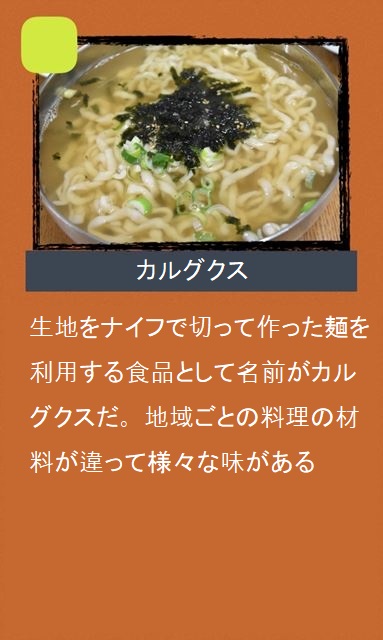 カルグクス
生地をナイフで切って作った麺を
利用する食品として名前がカル
グクスだ。地域ごとの料理の材
料が違って様々な味がある